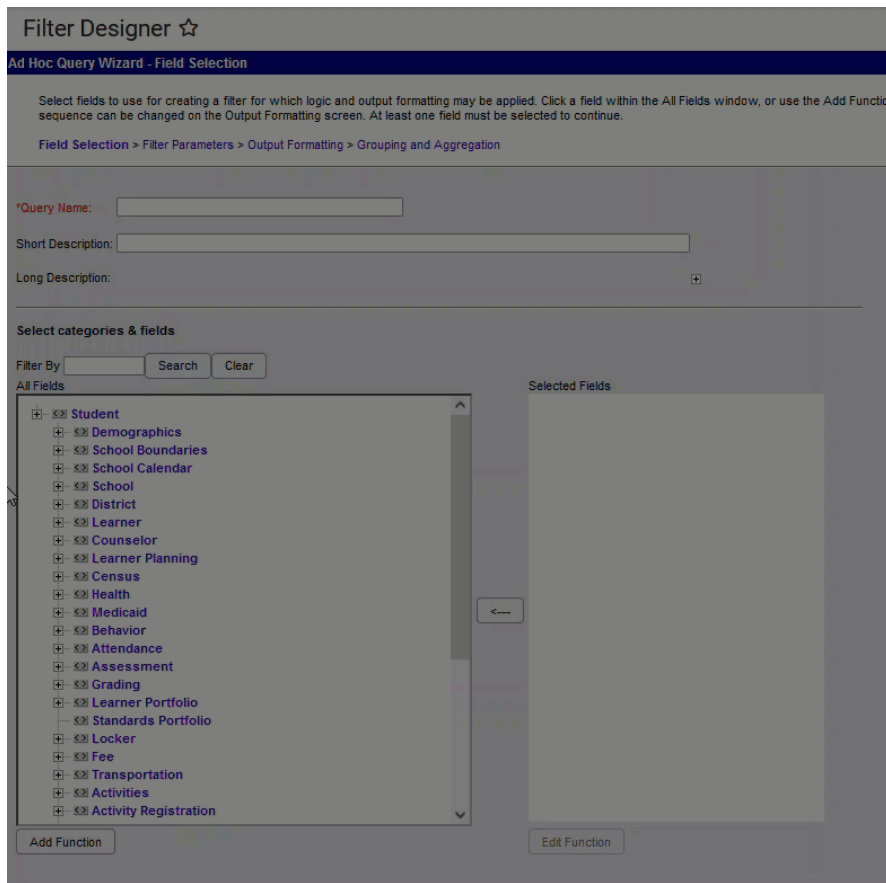 Filter Designer ☆
Ad Hoc Query Wizard - Field Selection
Select fields to use for creating a filter for which logic and output formatting may be applied. Click a field within the All Fields window, or use the Add Functio
sequence can be changed on the Output Formatting screen. At least one field must be selected to continue.
Field Selection > Filter Parameters > Output Formatting > Grouping and Aggregation
*Query Name:
Short Description:
Long Description:
Select categories & fields
Filter By Search Clear
All Fields Selected Fields
Student
Demographics
School Boundaries
School Calendar
School
District
Learner
Counselor
Learner Planning
Census
Health
<---
Medicaid
Behavior
Attendance
Assessment
Grading
Learner Portfolio
Standards Portfolio
Locker
Fee
Transportation
Activities
Activity Registration
Add Function Edit Function